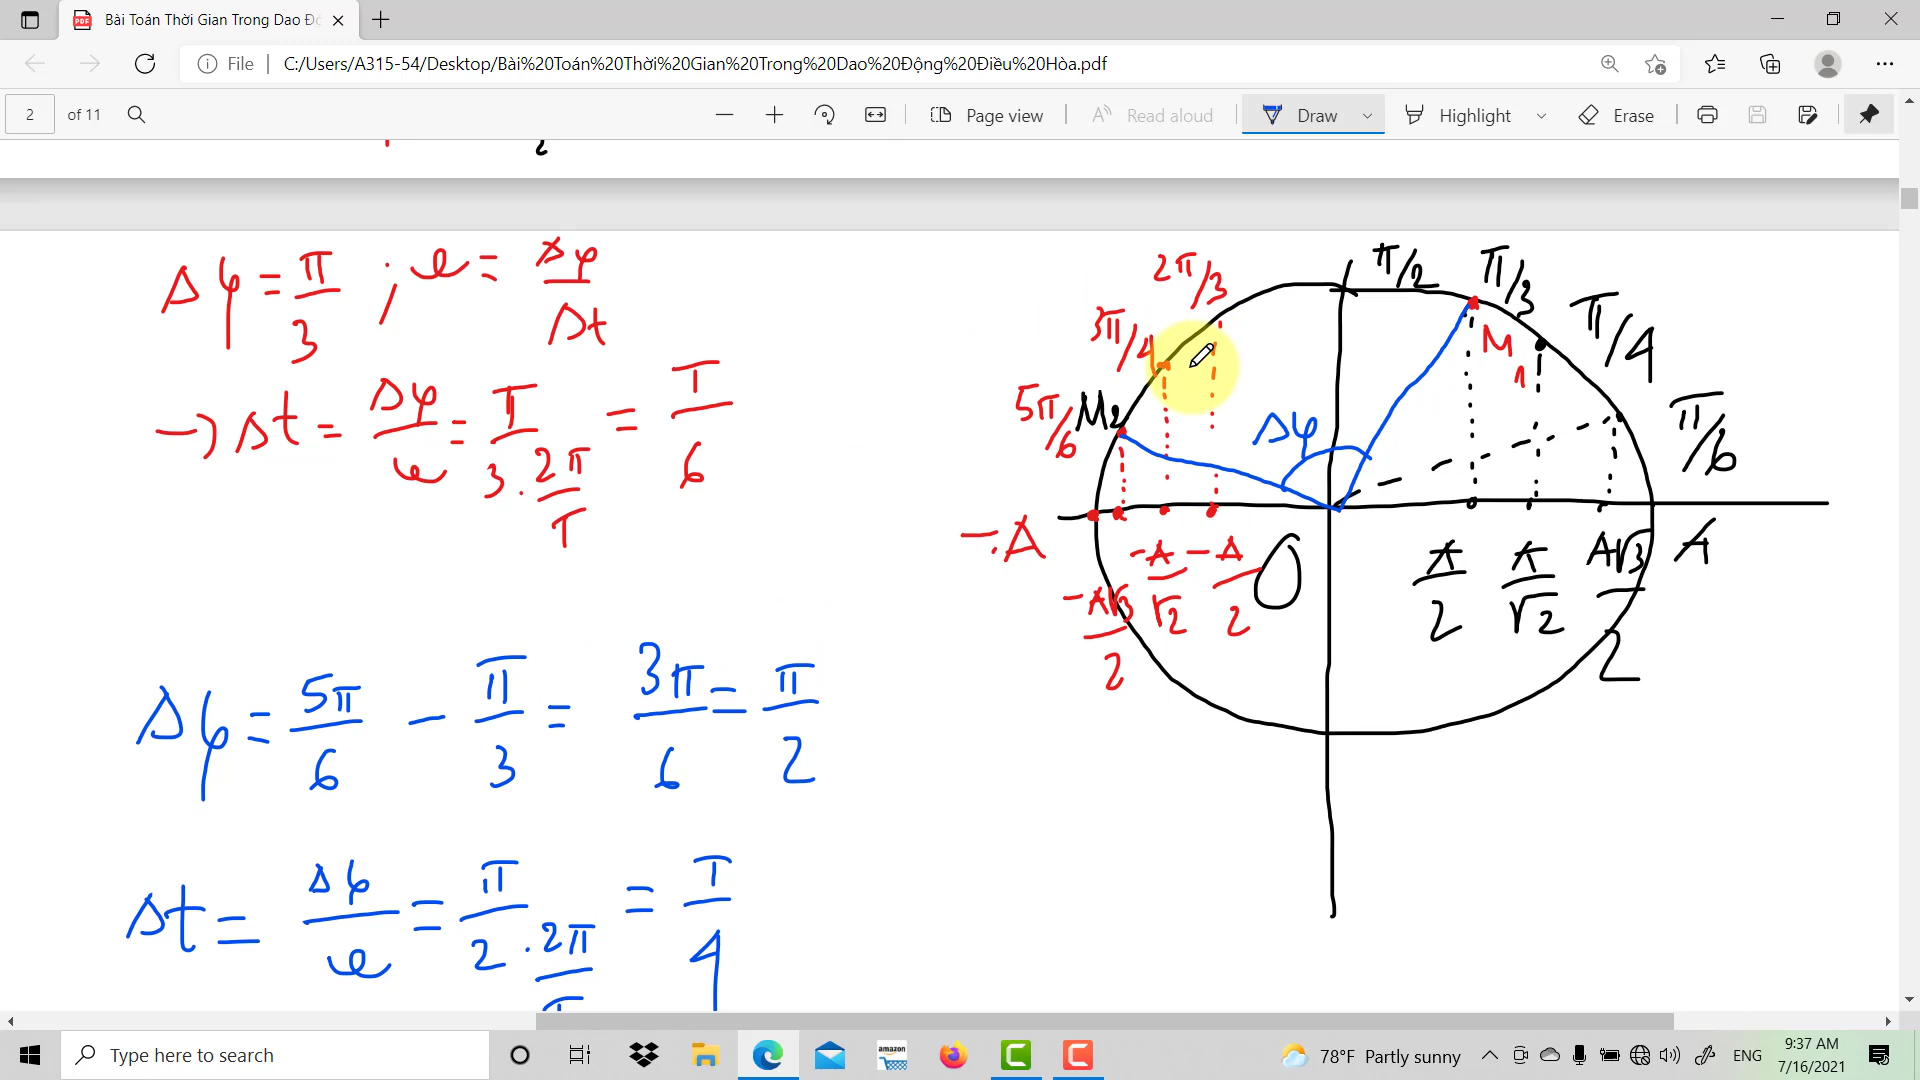 Bài Toán Thời Gian Trong Dao Đ
File
C:/Users/A315-54/Desktop/Bài%20Toán%20Thời%20Gian%20Trong%20Dao%20Động%20Điều%20Hòa.pdf
2 of 11
Page view
Read aloud
Draw
Highlight
Erase
Δφ = π/3 ; ω = Δφ/Δt
→ Δt = Δφ/ω = π/(3 · 2π/T) = T/6
Δφ = 5π/6 − π/3 = 3π/6 = π/2
Δt = Δφ/ω = π/(2 · 2π/T) = T/4
2π/3
π/2
π/3
3π/4
M1
π/4
5π/6
M2
Δφ
π/6
-A
-A√3/2
-A/√2
-A/2
O
A/2
A/√2
A√3/2
A
Type here to search
amazon
78°F Partly sunny
ENG
9:37 AM
7/16/2021